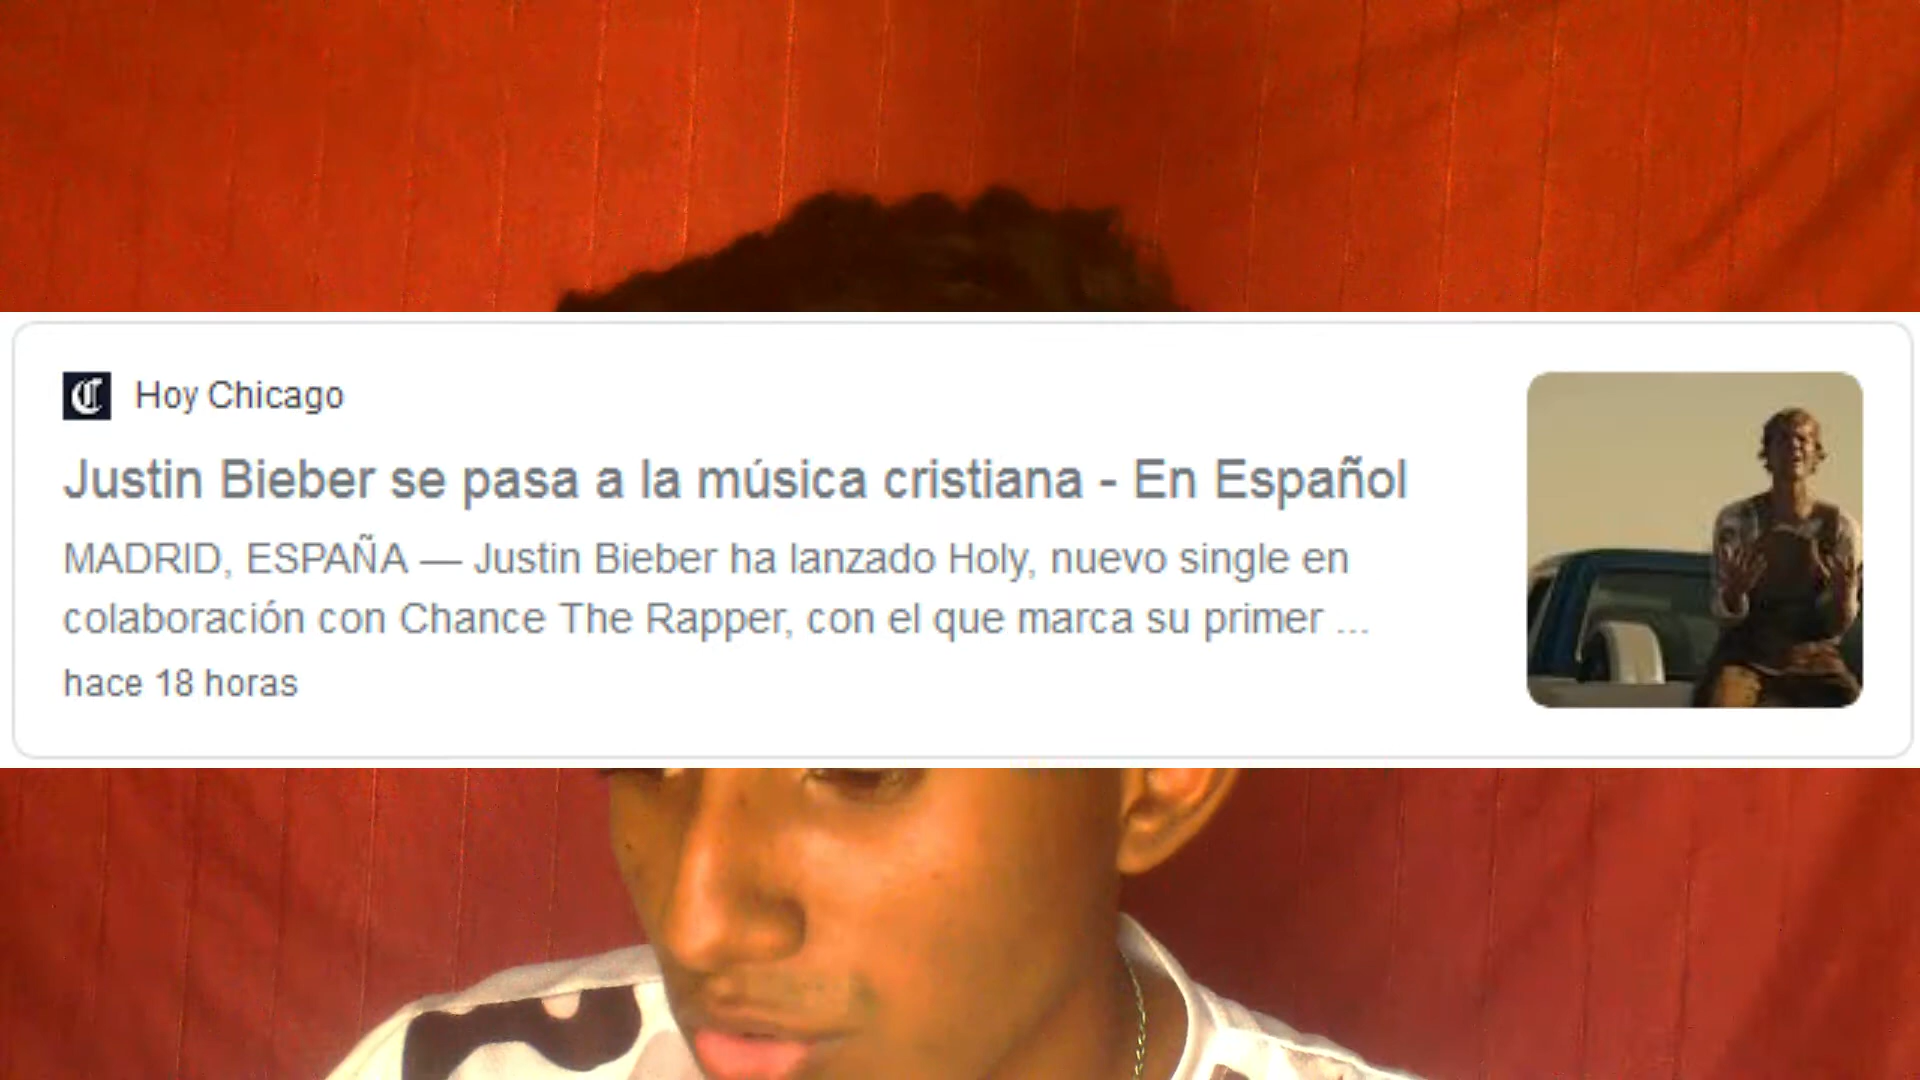 Hoy Chicago
Justin Bieber se pasa a la música cristiana - En Español
MADRID, ESPAÑA — Justin Bieber ha lanzado Holy, nuevo single en
colaboración con Chance The Rapper, con el que marca su primer ...
hace 18 horas